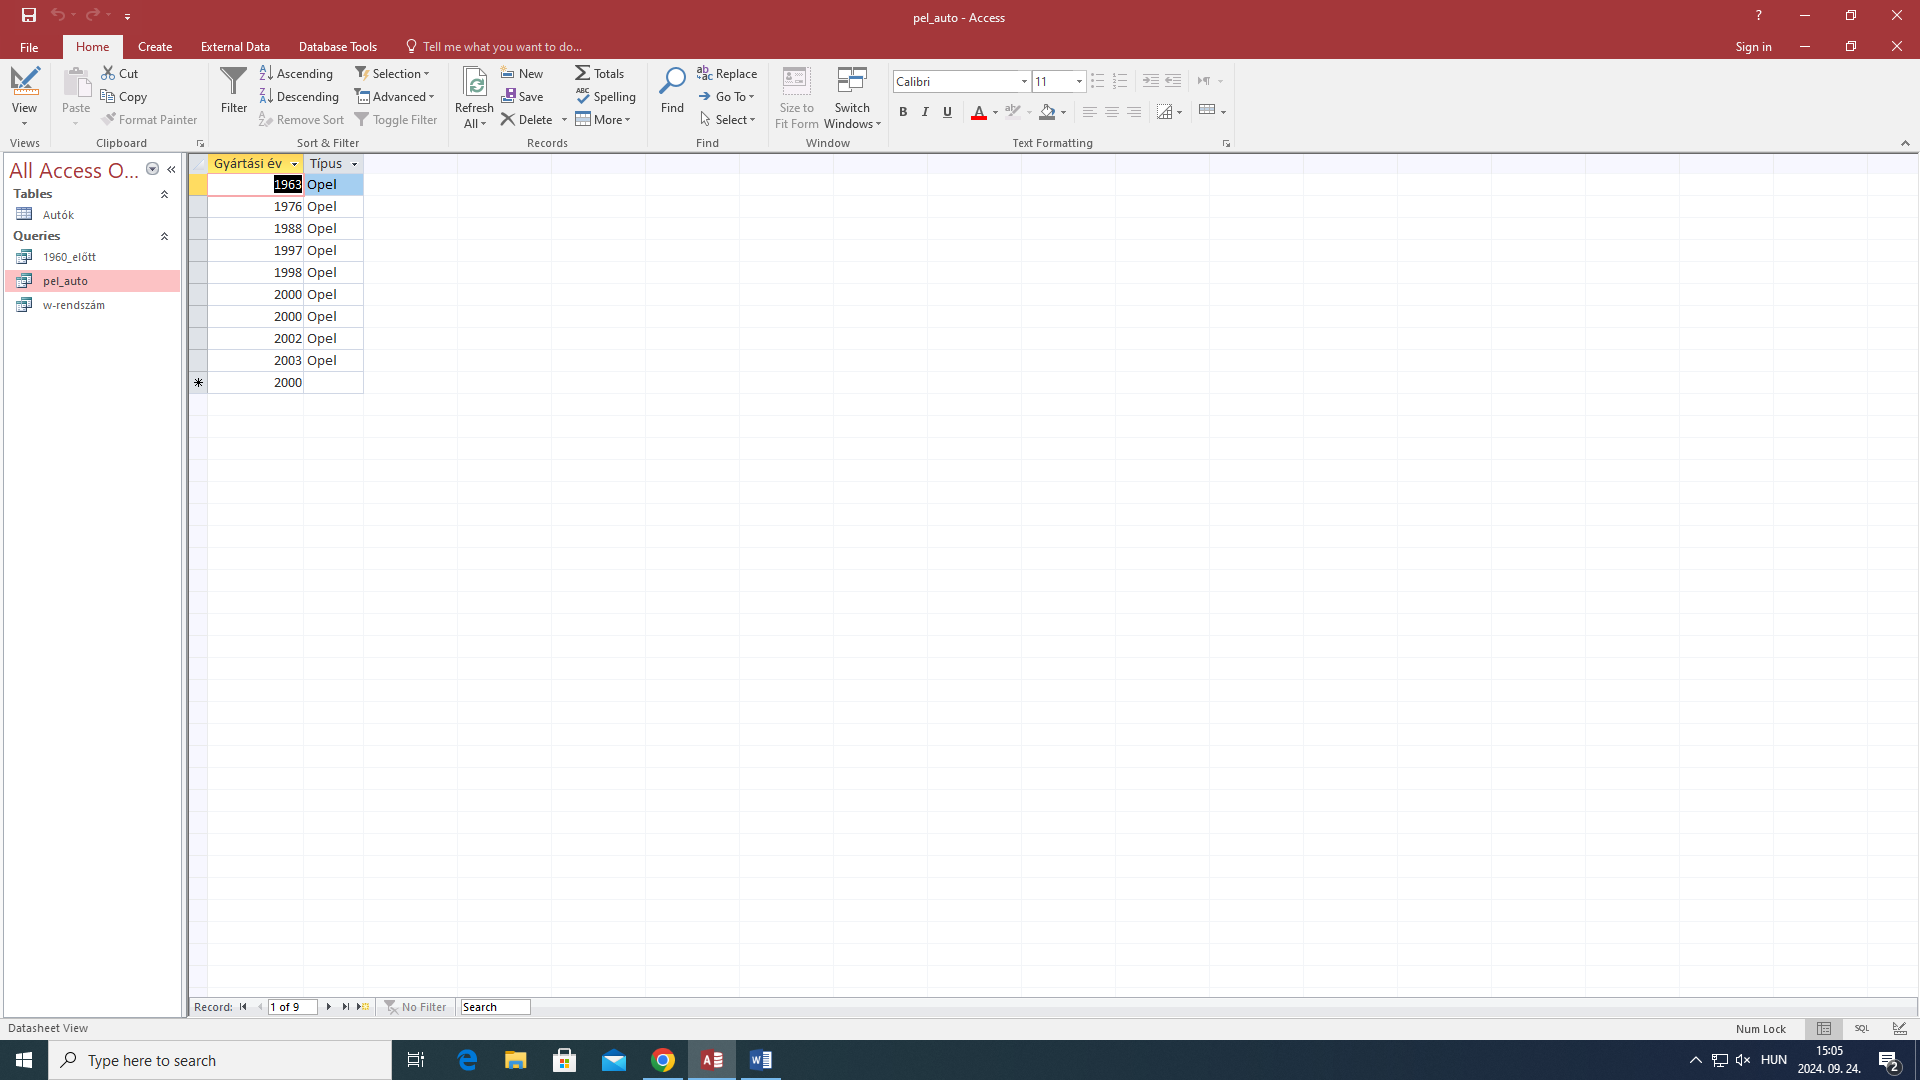 pel_auto - Access
?
File Home Create External Data Database Tools Tell me what you want to do... Sign in
View Paste Cut Copy Format Painter
Filter Ascending Descending Remove Sort Selection Advanced Toggle Filter
Refresh All New Save Delete Totals Spelling More
Find Replace Go To Select
Size to Fit Form Switch Windows
Calibri 11
B I U A
Views Clipboard Sort & Filter Records Find Window Text Formatting
All Access O...
Tables
Autók
Queries
1960_előtt
pel_auto
w-rendszám
Gyártási év Típus
1963 Opel
1976 Opel
1988 Opel
1997 Opel
1998 Opel
2000 Opel
2000 Opel
2002 Opel
2003 Opel
2000
Record: 1 of 9 No Filter Search
Datasheet View Num Lock SQL
Type here to search HUN 15:05
2024. 09. 24. 2